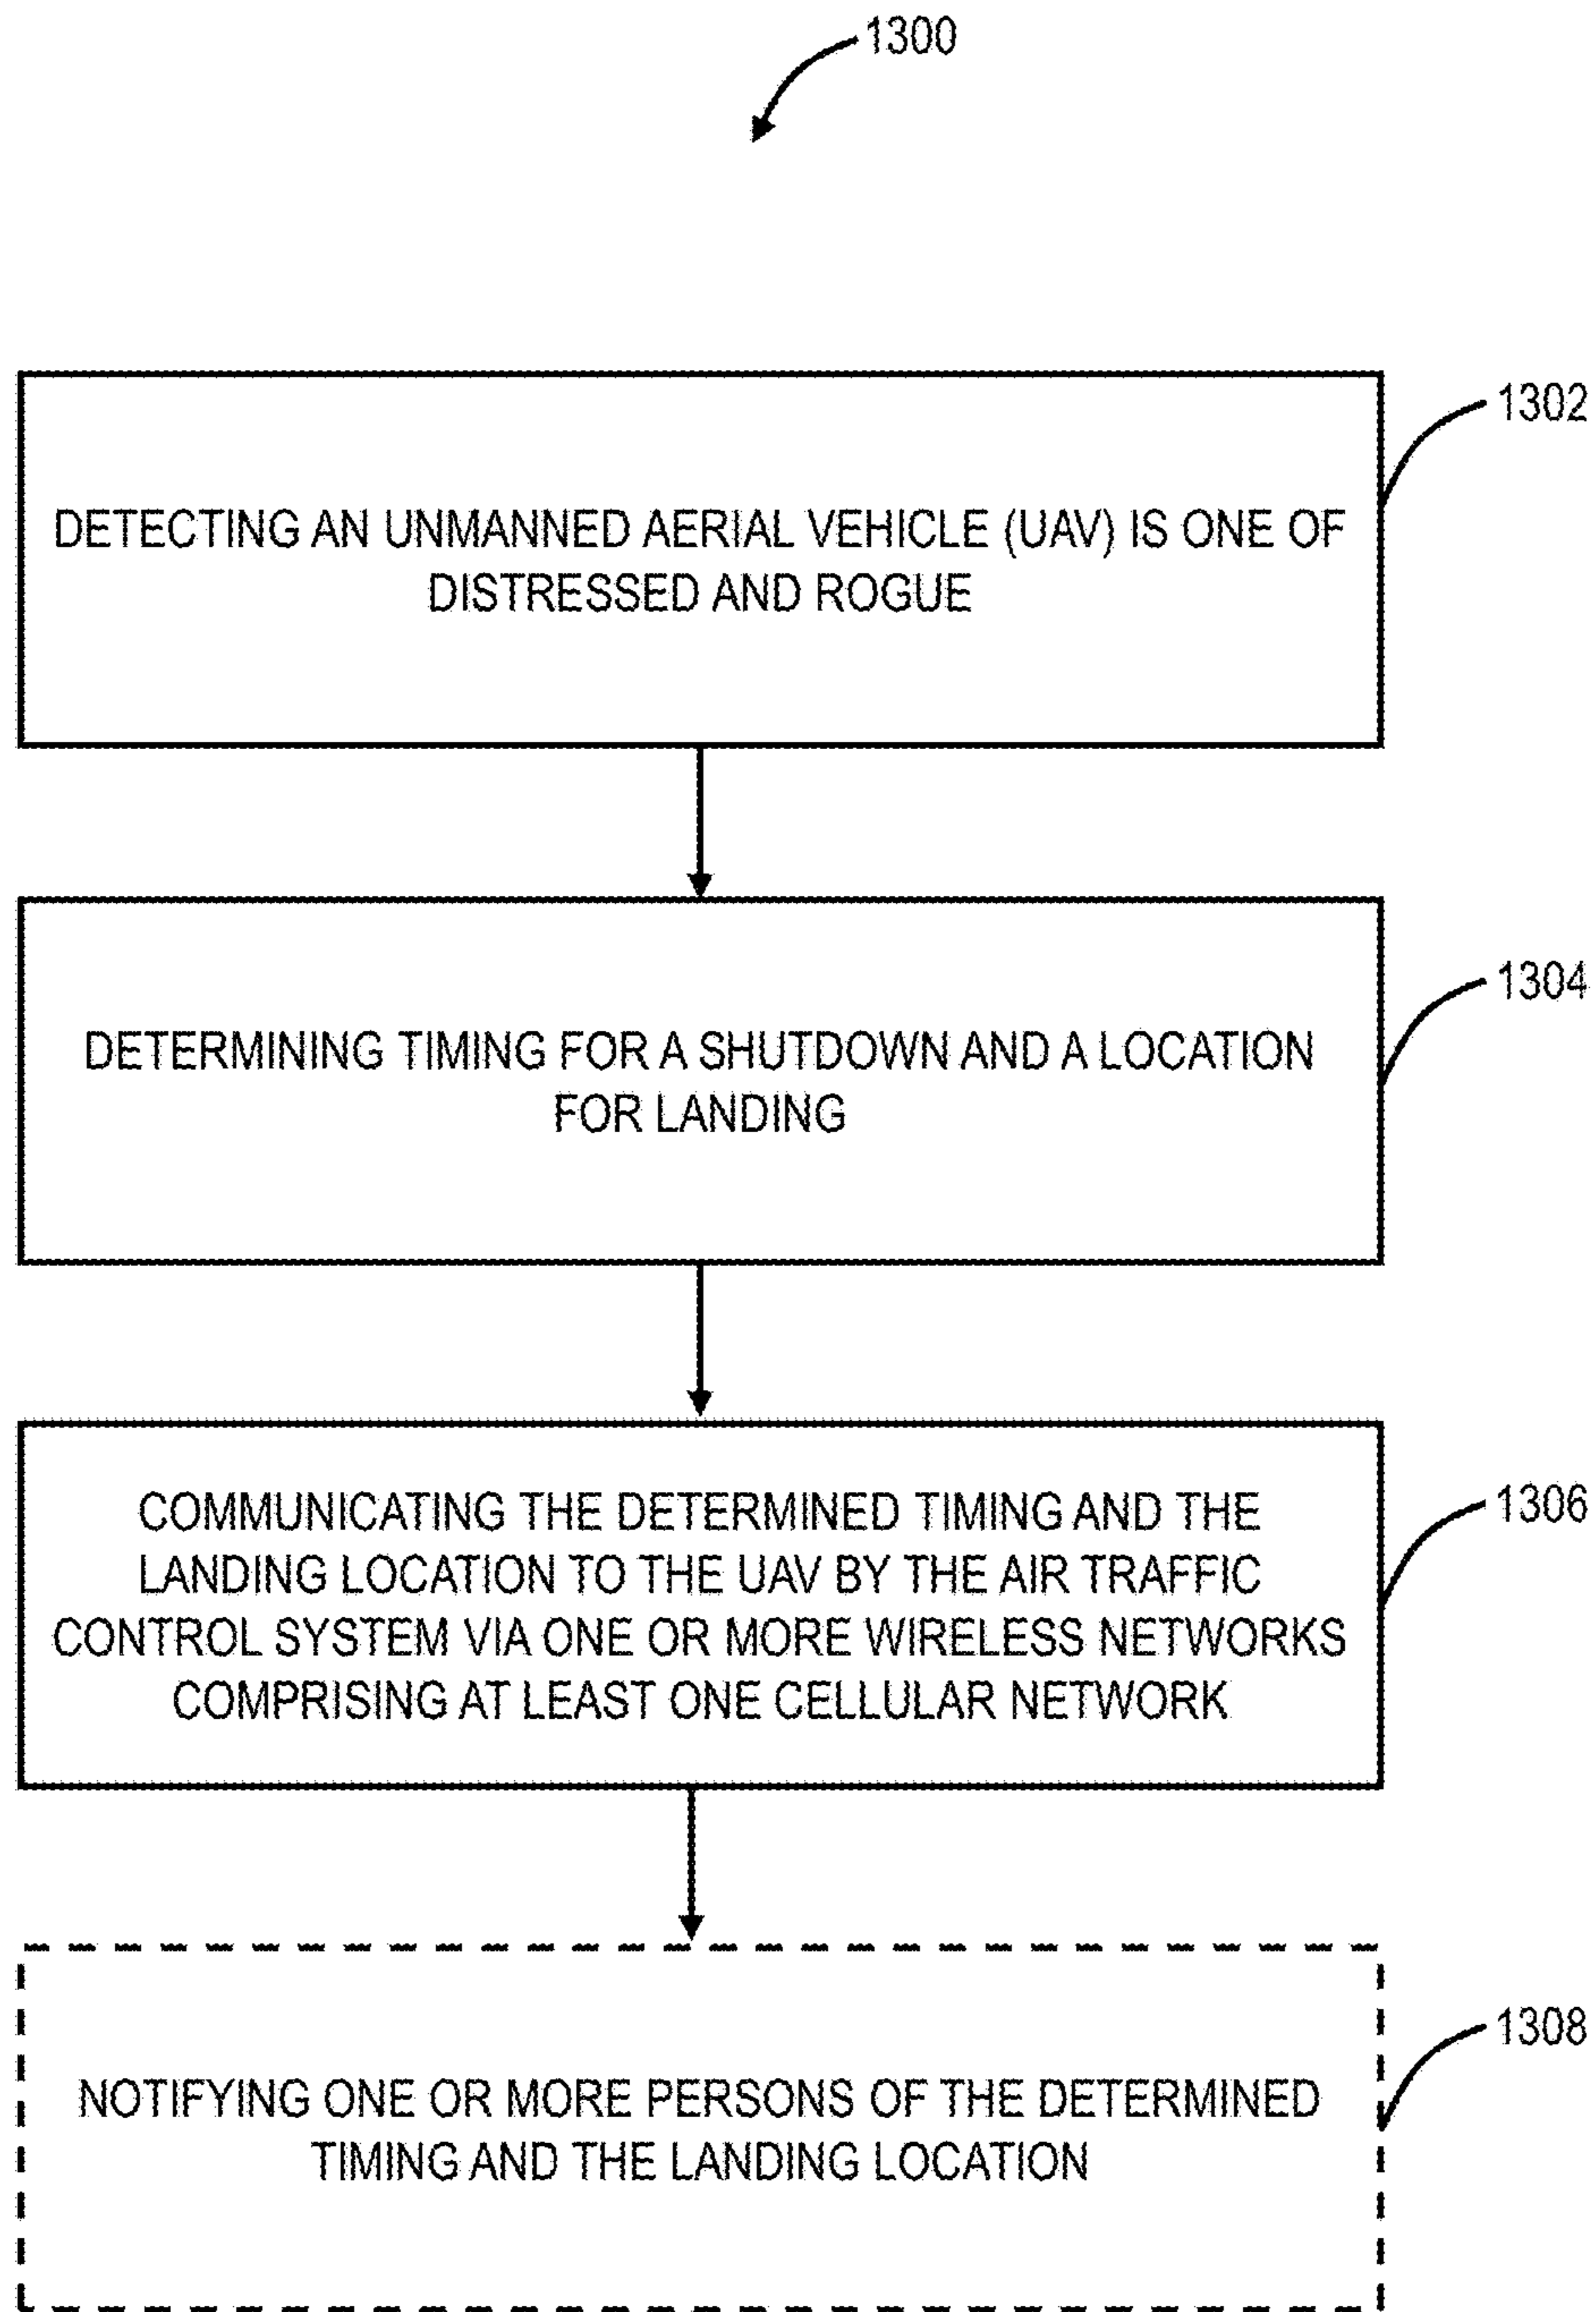 1300
1302
DETECTING AN UNMANNED AERIAL VEHICLE (UAV) IS ONE OF
DISTRESSED AND ROGUE
1304
DETERMINING TIMING FOR A SHUTDOWN AND A LOCATION
FOR LANDING
1306
COMMUNICATING THE DETERMINED TIMING AND THE
LANDING LOCATION TO THE UAV BY THE AIR TRAFFIC
CONTROL SYSTEM VIA ONE OR MORE WIRELESS NETWORKS
COMPRISING AT LEAST ONE CELLULAR NETWORK
1308
NOTIFYING ONE OR MORE PERSONS OF THE DETERMINED
TIMING AND THE LANDING LOCATION